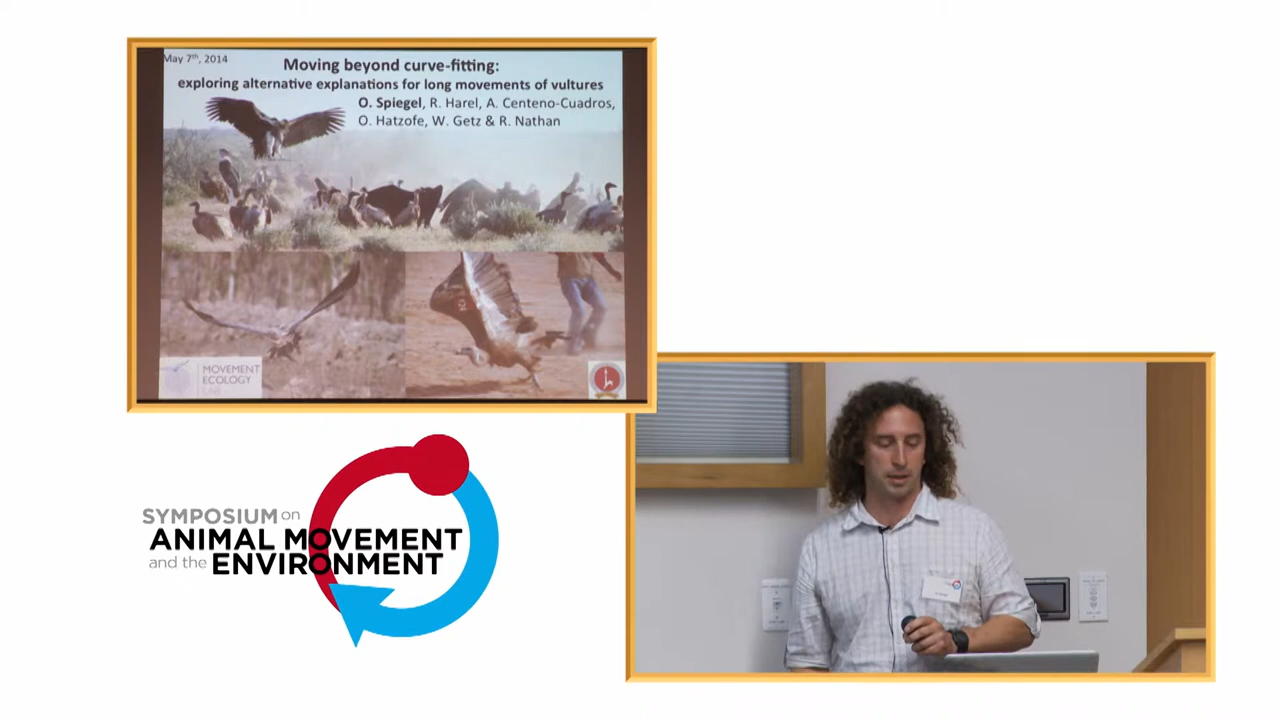 May 7th, 2014
Moving beyond curve-fitting:
exploring alternative explanations for long movements of vultures
O. Spiegel, R. Harel, A. Centeno-Cuadros,
O. Hatzofe, W. Getz & R. Nathan
MOVEMENT
ECOLOGY
LAB
SYMPOSIUM on
ANIMAL MOVEMENT
and the ENVIRONMENT